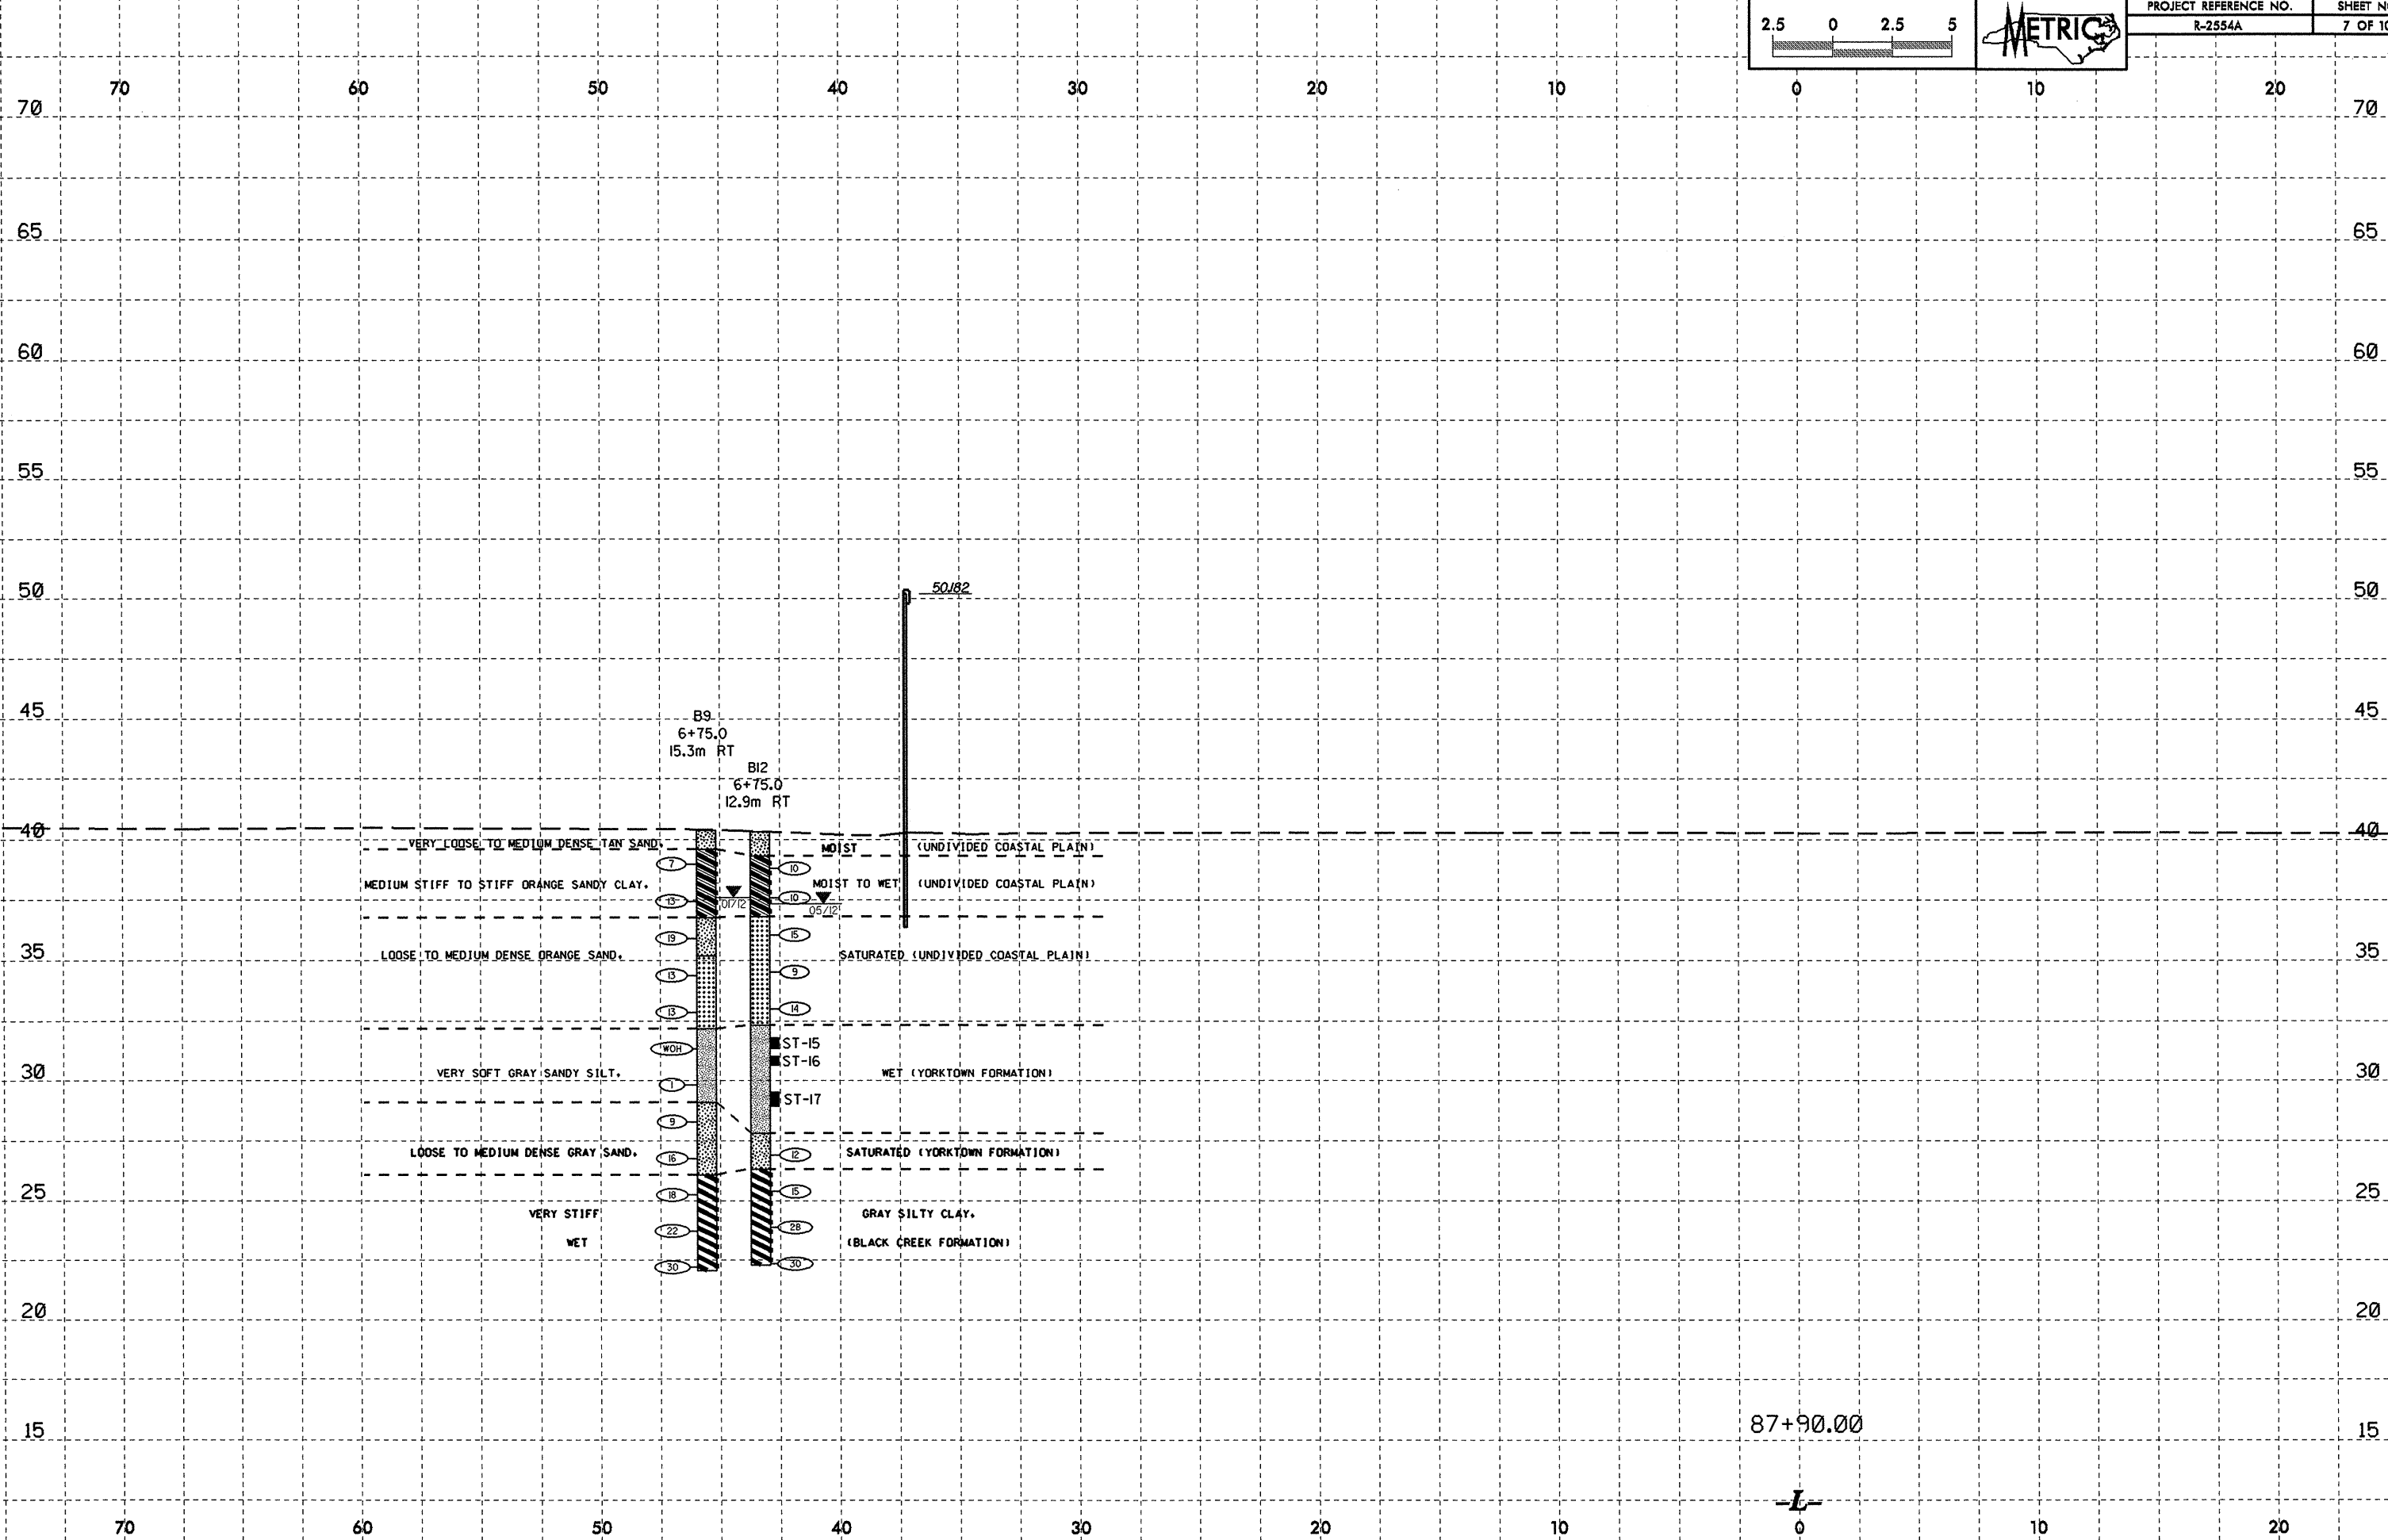 PROJECT REFERENCE NO. SHEET NO
2.5 0 2.5 5 METRIC R-2554A 7 OF 10
70 60 50 40 30 20 10 0 10 20
70 70
65 65
60 60
55 55
50 50.182 50
45 45
B9
6+75.0
15.3m RT
B12
6+75.0
12.9m RT
40 40
VERY LOOSE TO MEDIUM DENSE TAN SAND. MOIST (UNDIVIDED COASTAL PLAIN)
7 10
MEDIUM STIFF TO STIFF ORANGE SANDY CLAY. MOIST TO WET (UNDIVIDED COASTAL PLAIN)
13 01/12 10 05/12
19 15
LOOSE TO MEDIUM DENSE ORANGE SAND. SATURATED (UNDIVIDED COASTAL PLAIN)
35 35
13 9
13 14
WOH ST-15
ST-16
VERY SOFT GRAY SANDY SILT. WET (YORKTOWN FORMATION)
30 30
1 ST-17
9
LOOSE TO MEDIUM DENSE GRAY SAND. SATURATED (YORKTOWN FORMATION)
16 12
25 25
18 15
VERY STIFF GRAY SILTY CLAY.
22 28
WET (BLACK CREEK FORMATION)
30 30
20 20
87+90.00
15 15
-L-
70 60 50 40 30 20 10 0 10 20